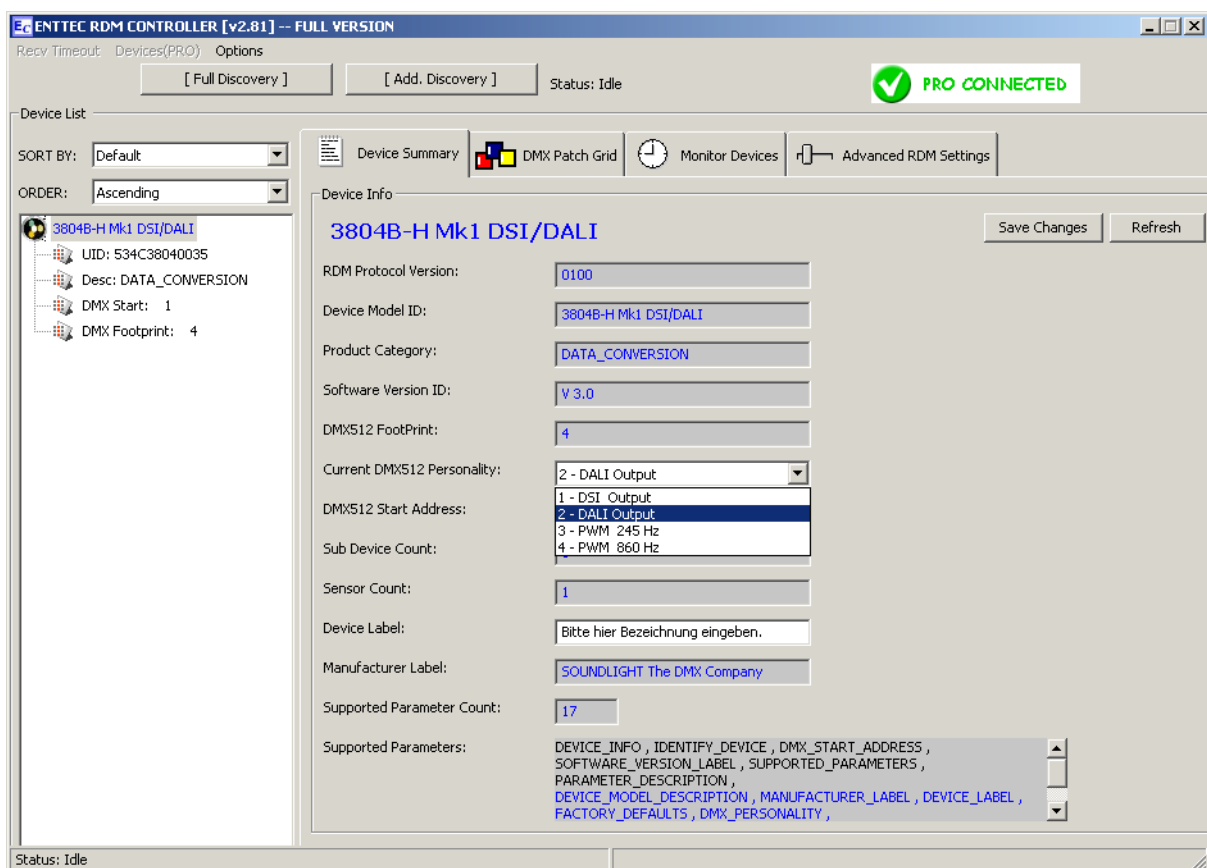 ENTTEC RDM CONTROLLER [v2.81] -- FULL VERSION
Recv Timeout Devices(PRO) Options
[ Full Discovery ] [ Add. Discovery ] Status: Idle PRO CONNECTED
Device List
SORT BY: Default
ORDER: Ascending
3804B-H Mk1 DSI/DALI
UID: 534C38040035
Desc: DATA_CONVERSION
DMX Start: 1
DMX Footprint: 4
Device Summary DMX Patch Grid Monitor Devices Advanced RDM Settings
Device Info
3804B-H Mk1 DSI/DALI Save Changes Refresh
RDM Protocol Version: 0100
Device Model ID: 3804B-H Mk1 DSI/DALI
Product Category: DATA_CONVERSION
Software Version ID: V 3.0
DMX512 FootPrint: 4
Current DMX512 Personality: 2 - DALI Output
1 - DSI Output
2 - DALI Output
3 - PWM 245 Hz
4 - PWM 860 Hz
DMX512 Start Address:
Sub Device Count:
Sensor Count: 1
Device Label: Bitte hier Bezeichnung eingeben.
Manufacturer Label: SOUNDLIGHT The DMX Company
Supported Parameter Count: 17
Supported Parameters: DEVICE_INFO , IDENTIFY_DEVICE , DMX_START_ADDRESS ,
SOFTWARE_VERSION_LABEL , SUPPORTED_PARAMETERS ,
PARAMETER_DESCRIPTION ,
DEVICE_MODEL_DESCRIPTION , MANUFACTURER_LABEL , DEVICE_LABEL ,
FACTORY_DEFAULTS , DMX_PERSONALITY ,
Status: Idle